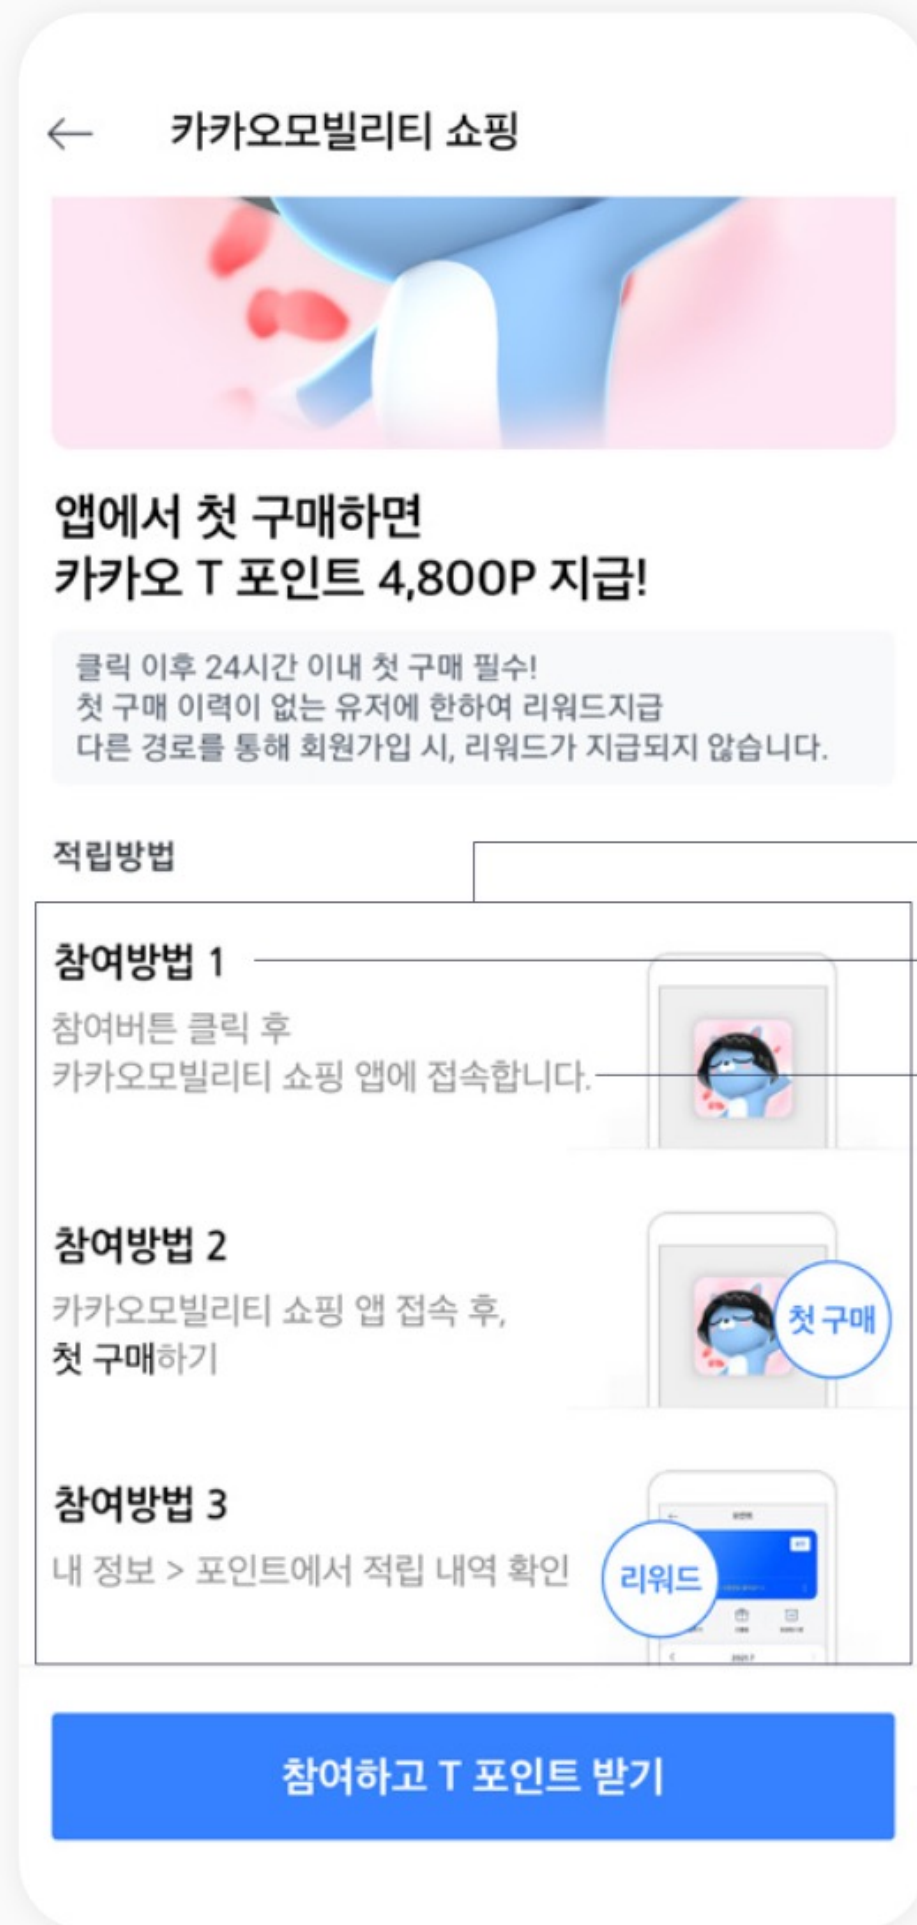 카카오모빌리티 쇼핑
앱에서 첫 구매하면
카카오 T 포인트 4,800P 지급!
클릭 이후 24시간 이내 첫 구매 필수!
첫 구매 이력이 없는 유저에 한하여 리워드지급
다른 경로를 통해 회원가입 시, 리워드가 지급되지 않습니다.
적립방법
참여방법 1
참여버튼 클릭 후
카카오모빌리티 쇼핑 앱에 접속합니다.
참여방법 2
카카오모빌리티 쇼핑 앱 접속 후,
첫 구매하기
첫 구매
참여방법 3
내 정보 > 포인트에서 적립 내역 확인
포인트
리워드
2021.7
참여하고 T 포인트 받기